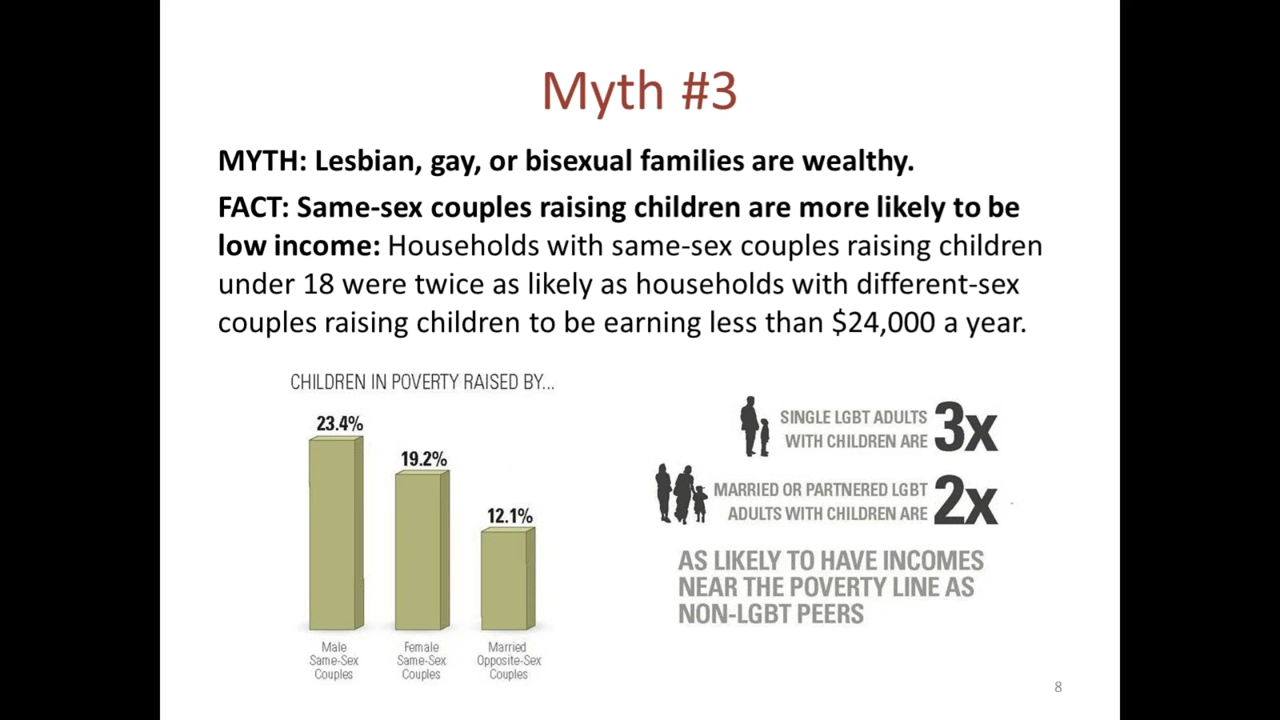 Myth #3
MYTH: Lesbian, gay, or bisexual families are wealthy.
FACT: Same-sex couples raising children are more likely to be
low income: Households with same-sex couples raising children
under 18 were twice as likely as households with different-sex
couples raising children to be earning less than $24,000 a year.
CHILDREN IN POVERTY RAISED BY...
23.4%
19.2%
12.1%
Male
Same-Sex
Couples
Female
Same-Sex
Couples
Married
Opposite-Sex
Couples
SINGLE LGBT ADULTS
WITH CHILDREN ARE 3x
MARRIED OR PARTNERED LGBT
ADULTS WITH CHILDREN ARE 2x
AS LIKELY TO HAVE INCOMES
NEAR THE POVERTY LINE AS
NON-LGBT PEERS
8